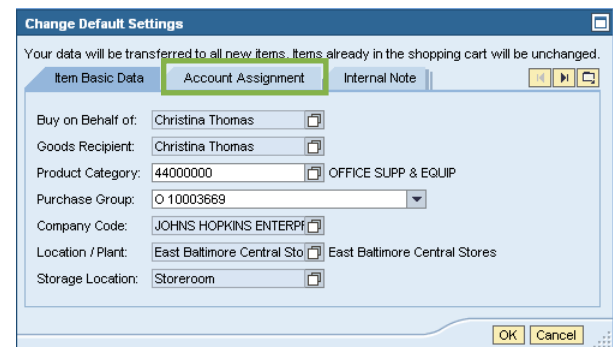 Change Default Settings
Your data will be transferred to all new items. Items already in the shopping cart will be unchanged.
Item Basic Data Account Assignment Internal Note
Buy on Behalf of: Christina Thomas
Goods Recipient: Christina Thomas
Product Category: 44000000 OFFICE SUPP & EQUIP
Purchase Group: O 10003669
Company Code: JOHNS HOPKINS ENTERPR
Location / Plant: East Baltimore Central Sto East Baltimore Central Stores
Storage Location: Storeroom
OK Cancel